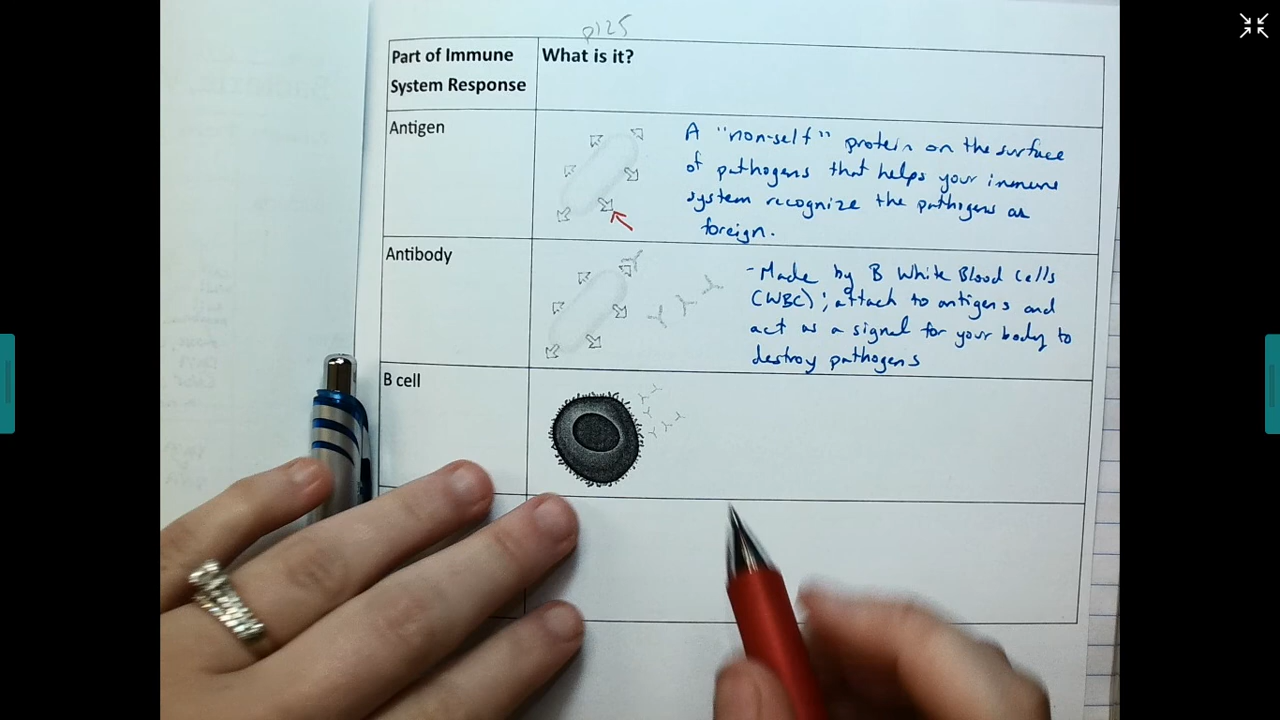 p125
Part of Immune
System Response
What is it?
Antigen
A "non-self" protein on the surface
of pathogens that helps your immune
system recognize the pathogens as
foreign.
Antibody
-Made by B White Blood Cells
(WBC); attach to antigens and
act as a signal for your body to
destroy pathogens
B cell